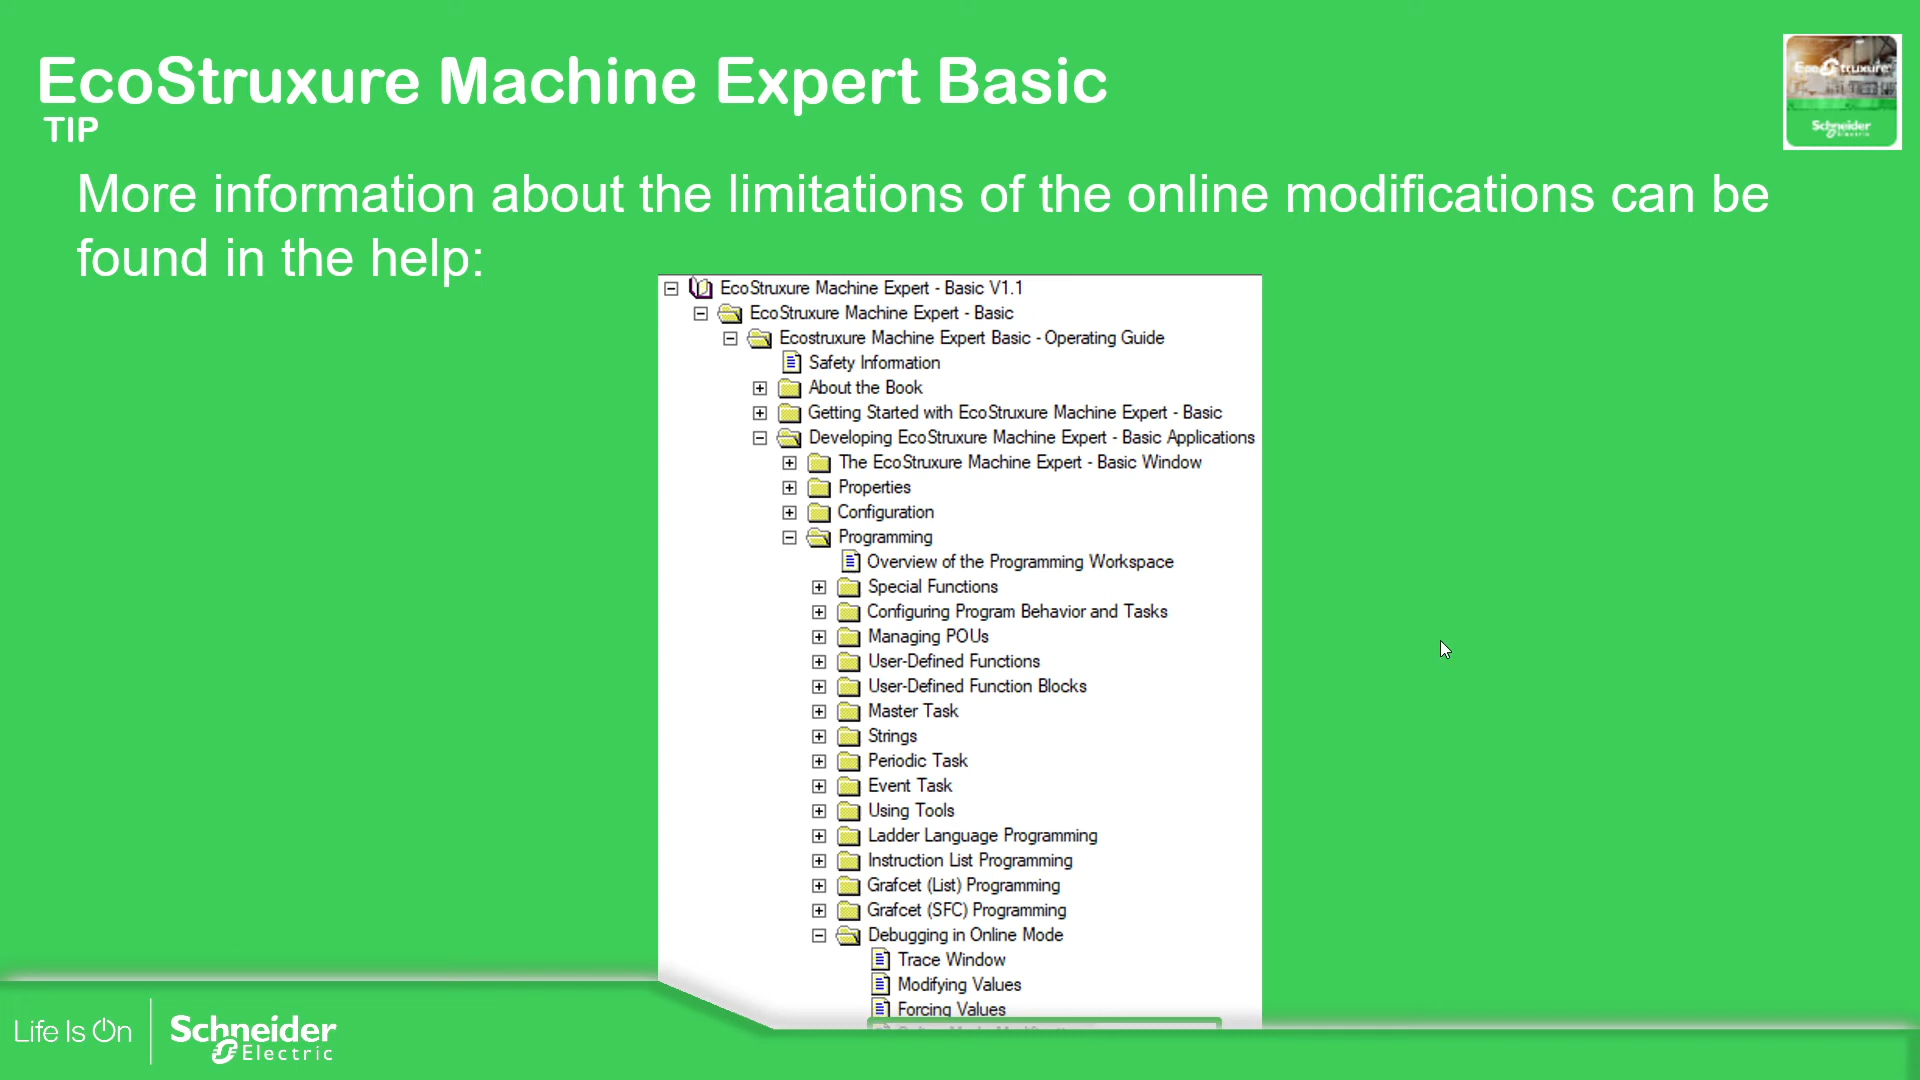 EcoStruxure Machine Expert Basic
TIP
EcoStruxure
Schneider
Electric
More information about the limitations of the online modifications can be
found in the help:
EcoStruxure Machine Expert - Basic V1.1
EcoStruxure Machine Expert - Basic
Ecostruxure Machine Expert Basic - Operating Guide
Safety Information
About the Book
Getting Started with EcoStruxure Machine Expert - Basic
Developing EcoStruxure Machine Expert - Basic Applications
The EcoStruxure Machine Expert - Basic Window
Properties
Configuration
Programming
Overview of the Programming Workspace
Special Functions
Configuring Program Behavior and Tasks
Managing POUs
User-Defined Functions
User-Defined Function Blocks
Master Task
Strings
Periodic Task
Event Task
Using Tools
Ladder Language Programming
Instruction List Programming
Grafcet (List) Programming
Grafcet (SFC) Programming
Debugging in Online Mode
Trace Window
Modifying Values
Forcing Values
Life Is On
Schneider
Electric